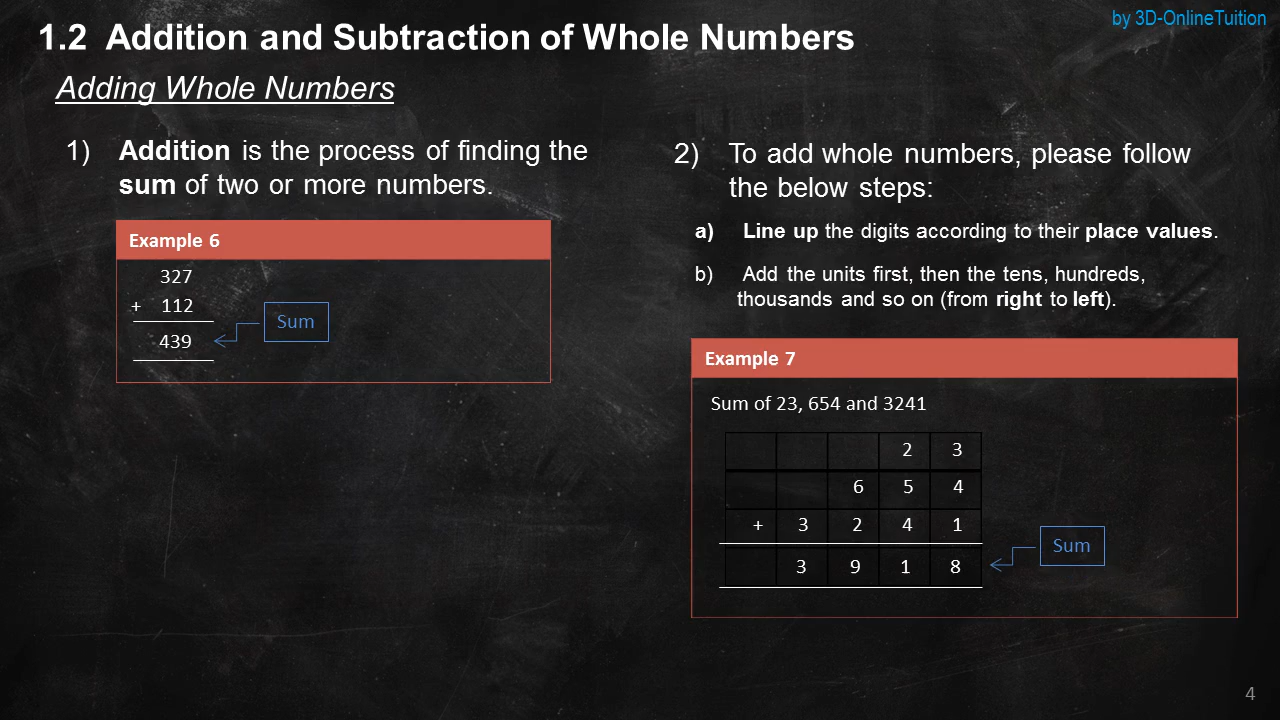 by 3D-OnlineTuition
1.2 Addition and Subtraction of Whole Numbers
Adding Whole Numbers
1) Addition is the process of finding the
sum of two or more numbers.
Example 6
327
+ 112
Sum
439
2) To add whole numbers, please follow
the below steps:
a) Line up the digits according to their place values.
b) Add the units first, then the tens, hundreds,
thousands and so on (from right to left).
Example 7
Sum of 23, 654 and 3241
2 3
6 5 4
+ 3 2 4 1
Sum
3 9 1 8
4